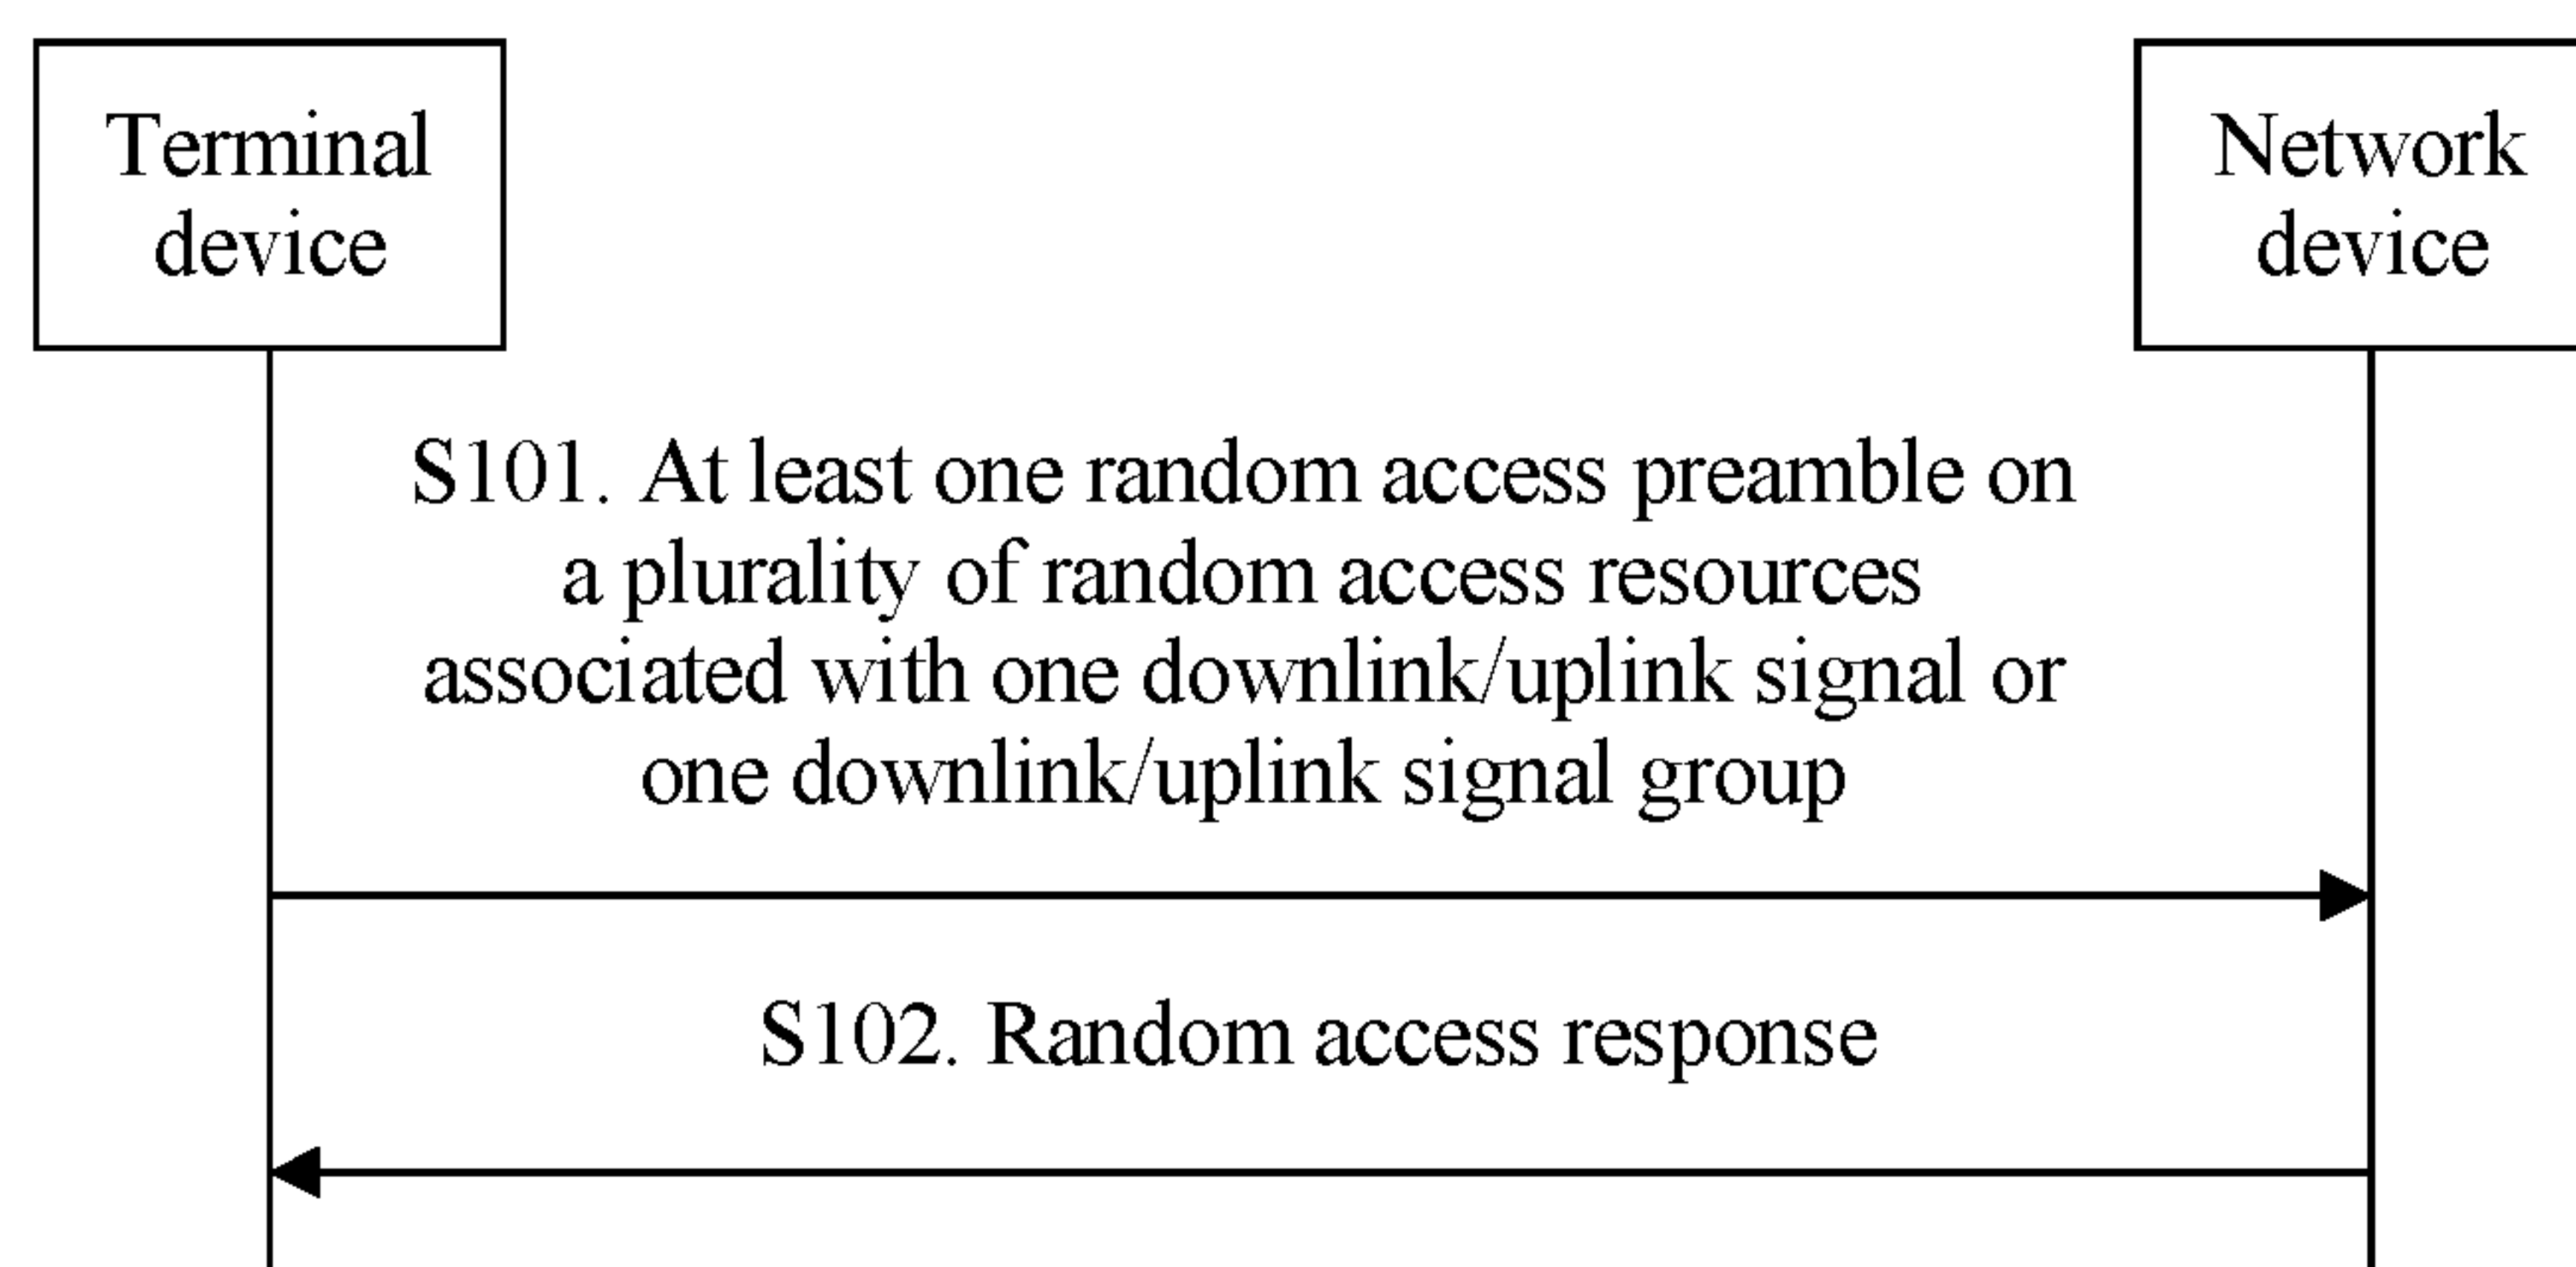 Terminal
device
Network
device
S101. At least one random access preamble on
a plurality of random access resources
associated with one downlink/uplink signal or
one downlink/uplink signal group
S102. Random access response